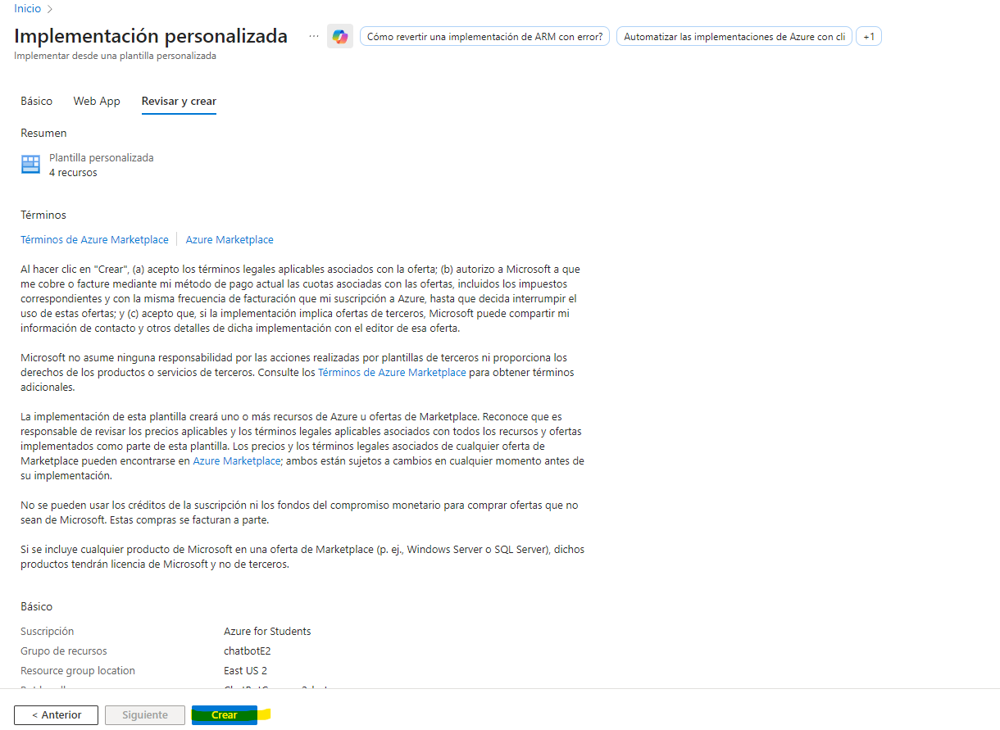 Inicio
Implementación personalizada ...
Cómo revertir una implementación de ARM con error?
Automatizar las implementaciones de Azure con cli
+1
Implementar desde una plantilla personalizada
Básico
Web App
Revisar y crear
Resumen
Plantilla personalizada
4 recursos
Términos
Términos de Azure Marketplace
Azure Marketplace
Al hacer clic en "Crear", (a) acepto los términos legales aplicables asociados con la oferta; (b) autorizo a Microsoft a que
me cobre o facture mediante mi método de pago actual las cuotas asociadas con las ofertas, incluidos los impuestos
correspondientes y con la misma frecuencia de facturación que mi suscripción a Azure, hasta que decida interrumpir el
uso de estas ofertas; y (c) acepto que, si la implementación implica ofertas de terceros, Microsoft puede compartir mi
información de contacto y otros detalles de dicha implementación con el editor de esa oferta.
Microsoft no asume ninguna responsabilidad por las acciones realizadas por plantillas de terceros ni proporciona los
derechos de los productos o servicios de terceros. Consulte los Términos de Azure Marketplace para obtener términos
adicionales.
La implementación de esta plantilla creará uno o más recursos de Azure u ofertas de Marketplace. Reconoce que es
responsable de revisar los precios aplicables y los términos legales aplicables asociados con todos los recursos y ofertas
implementados como parte de esta plantilla. Los precios y los términos legales asociados de cualquier oferta de
Marketplace pueden encontrarse en Azure Marketplace; ambos están sujetos a cambios en cualquier momento antes de
su implementación.
No se pueden usar los créditos de la suscripción ni los fondos del compromiso monetario para comprar ofertas que no
sean de Microsoft. Estas compras se facturan a parte.
Si se incluye cualquier producto de Microsoft en una oferta de Marketplace (p. ej., Windows Server o SQL Server), dichos
productos tendrán licencia de Microsoft y no de terceros.
Básico
Suscripción
Azure for Students
Grupo de recursos
chatbotE2
Resource group location
East US 2
< Anterior
Siguiente
Crear